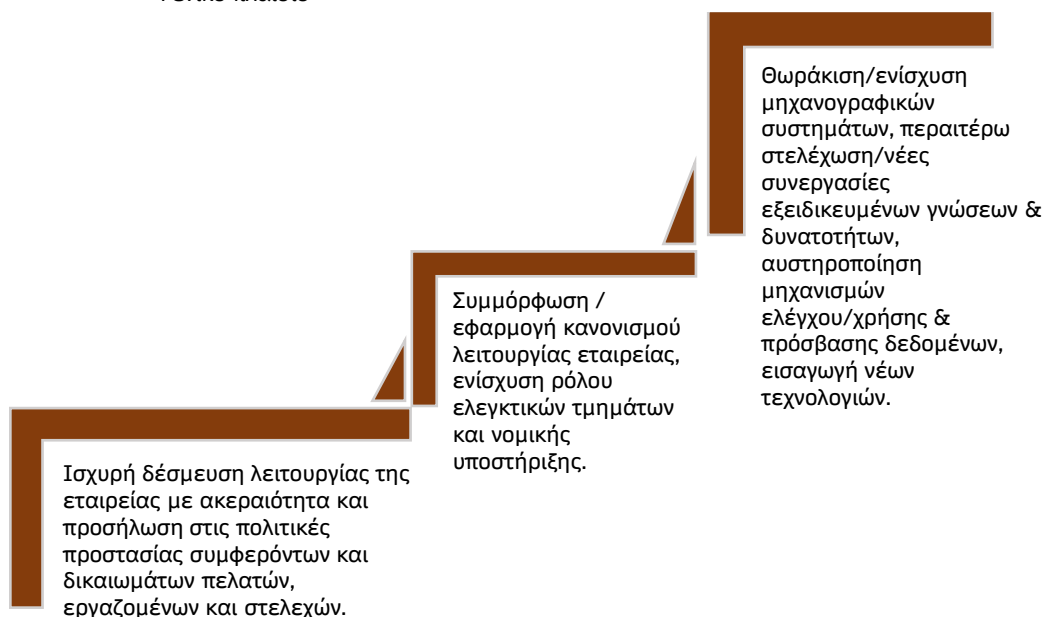 Ισχυρή δέσμευση λειτουργίας της
εταιρείας με ακεραιότητα και
προσήλωση στις πολιτικές
προστασίας συμφερόντων και
δικαιωμάτων πελατών,
εργαζομένων και στελεχών.
Συμμόρφωση /
εφαρμογή κανονισμού
λειτουργίας εταιρείας,
ενίσχυση ρόλου
ελεγκτικών τμημάτων
και νομικής
υποστήριξης.
Θωράκιση/ενίσχυση
μηχανογραφικών
συστημάτων, περαιτέρω
στελέχωση/νέες
συνεργασίες
εξειδικευμένων γνώσεων &
δυνατοτήτων,
αυστηροποίηση
μηχανισμών
ελέγχου/χρήσης &
πρόσβασης δεδομένων,
εισαγωγή νέων
τεχνολογιών.